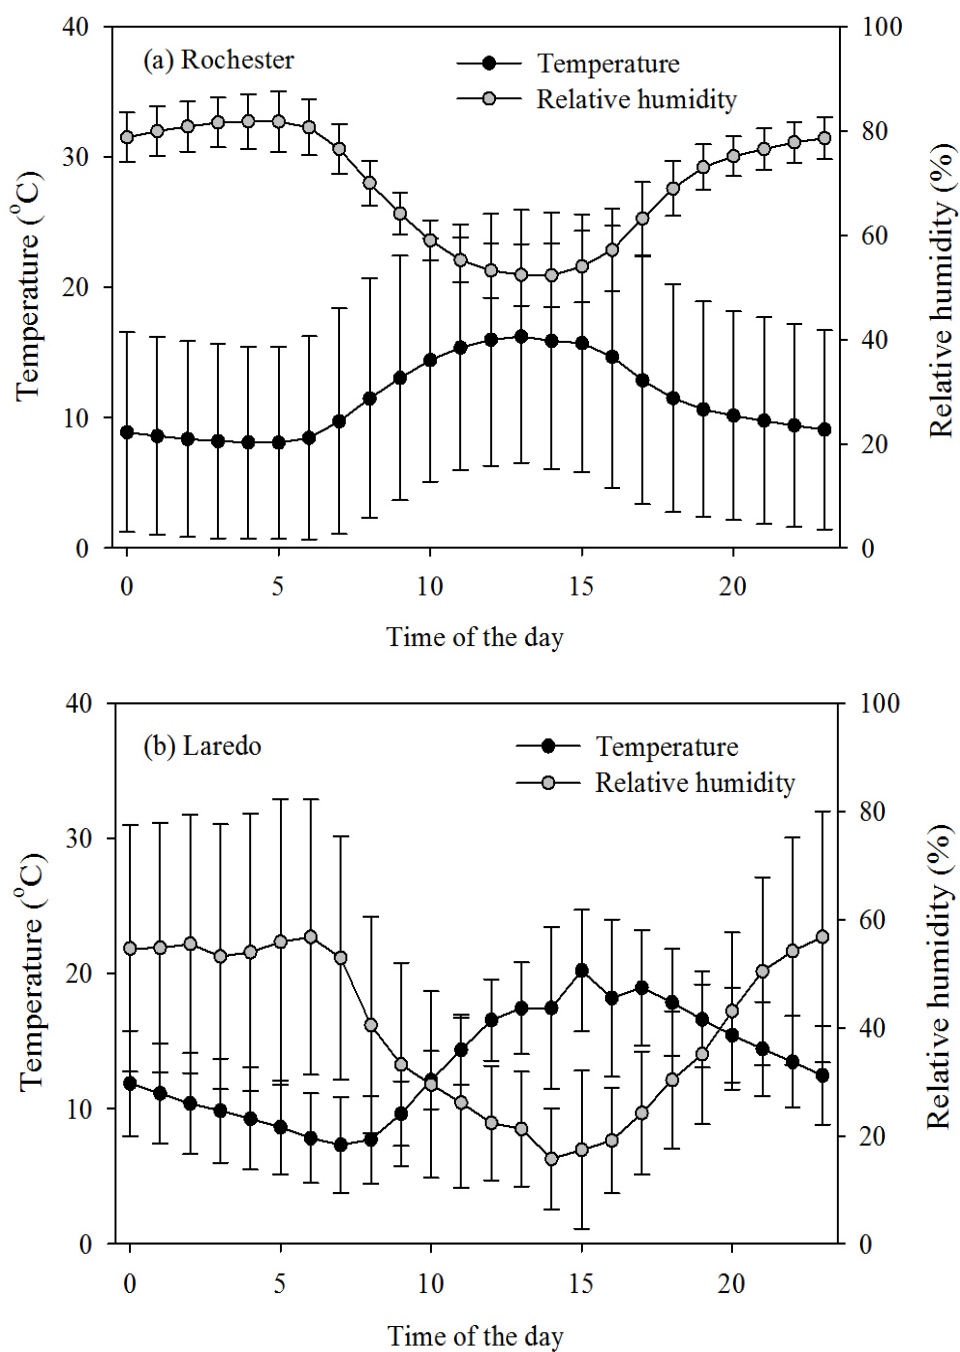 40
100
(a) Rochester
Temperature
Relative humidity
80
30
60
20
40
10
20
0
0
Temperature (°C)
Relative humidity (%)
0 5 10 15 20
Time of the day
40
100
(b) Laredo
Temperature
Relative humidity
80
30
60
20
40
10
20
0
0
Temperature (°C)
Relative humidity (%)
0 5 10 15 20
Time of the day